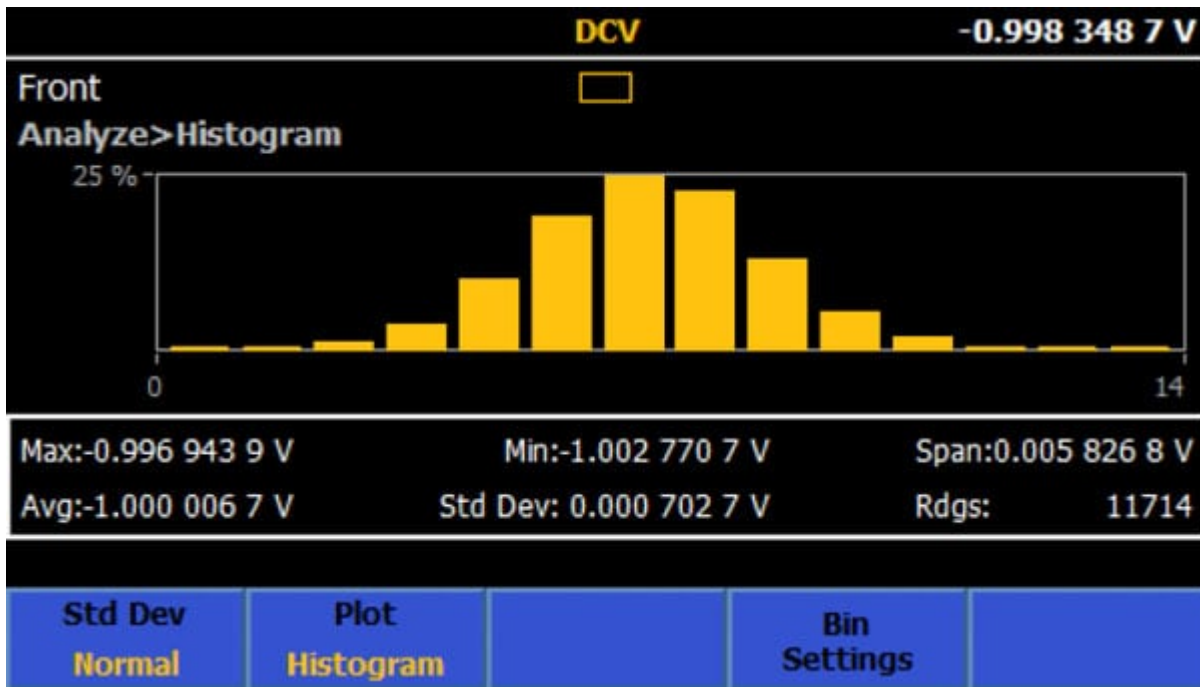 DCV -0.998 348 7 V
Front
Analyze>Histogram
25 %
0 14
Max:-0.996 943 9 V Min:-1.002 770 7 V Span:0.005 826 8 V
Avg:-1.000 006 7 V Std Dev: 0.000 702 7 V Rdgs: 11714
Std Dev Plot Bin
Normal Histogram Settings